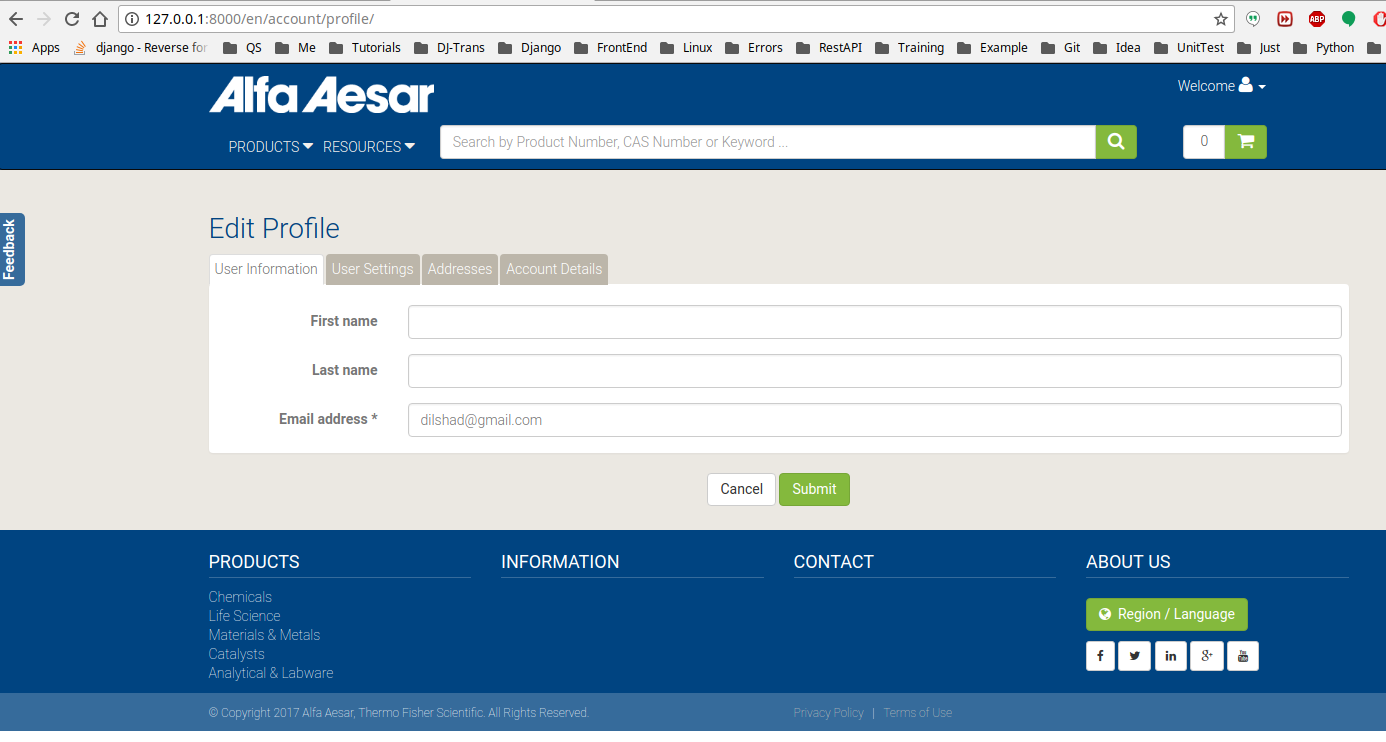 127.0.0.1:8000/en/account/profile/
ABP
Apps django - Reverse for QS Me Tutorials DJ-Trans Django FrontEnd Linux Errors RestAPI Training Example Git Idea UnitTest Just Python
Alfa Aesar
Welcome
PRODUCTS RESOURCES Search by Product Number, CAS Number or Keyword ... 0
Feedback
Edit Profile
User Information User Settings Addresses Account Details
First name
Last name
Email address * dilshad@gmail.com
Cancel Submit
PRODUCTS INFORMATION CONTACT ABOUT US
Chemicals
Life Science
Materials & Metals
Catalysts
Analytical & Labware
Region / Language
f in g+ You Tube
© Copyright 2017 Alfa Aesar, Thermo Fisher Scientific. All Rights Reserved. Privacy Policy | Terms of Use